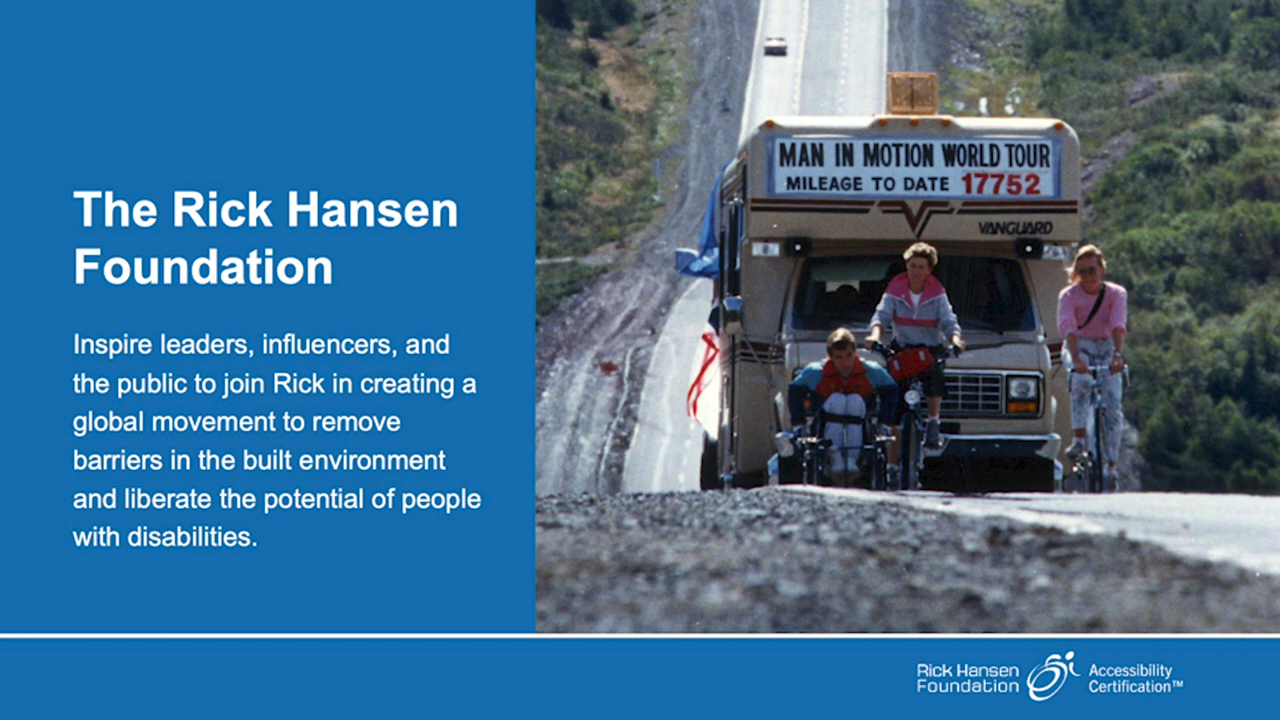 The Rick Hansen
Foundation
Inspire leaders, influencers, and
the public to join Rick in creating a
global movement to remove
barriers in the built environment
and liberate the potential of people
with disabilities.
MAN IN MOTION WORLD TOUR
MILEAGE TO DATE 17752
VANGUARD
Rick Hansen
Foundation
Accessibility
Certification™